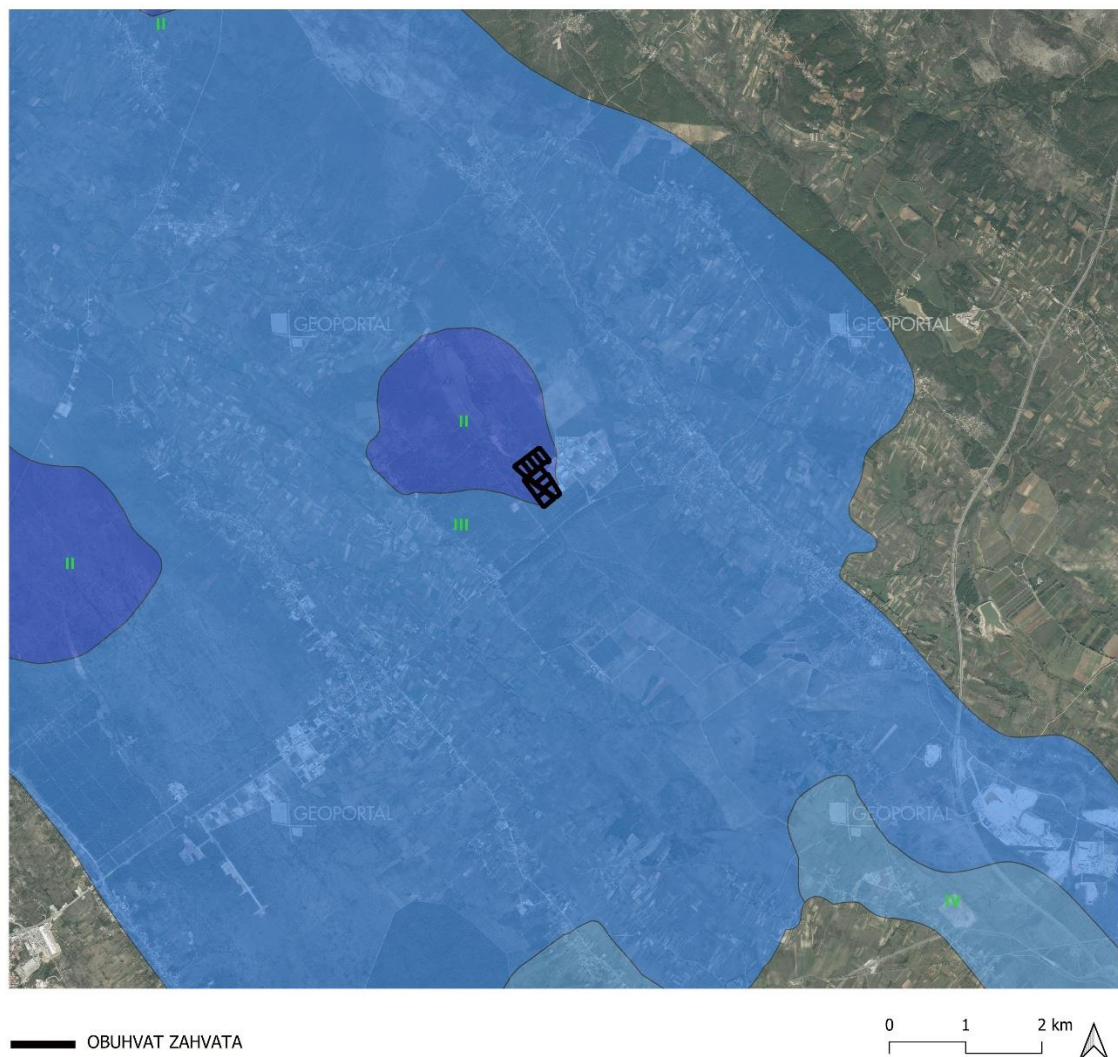 II
GEOPORTAL
GEOPORTAL
II
III
II
GEOPORTAL
GEOPORTAL
IV
OBUHVAT ZAHVATA
0 1 2 km